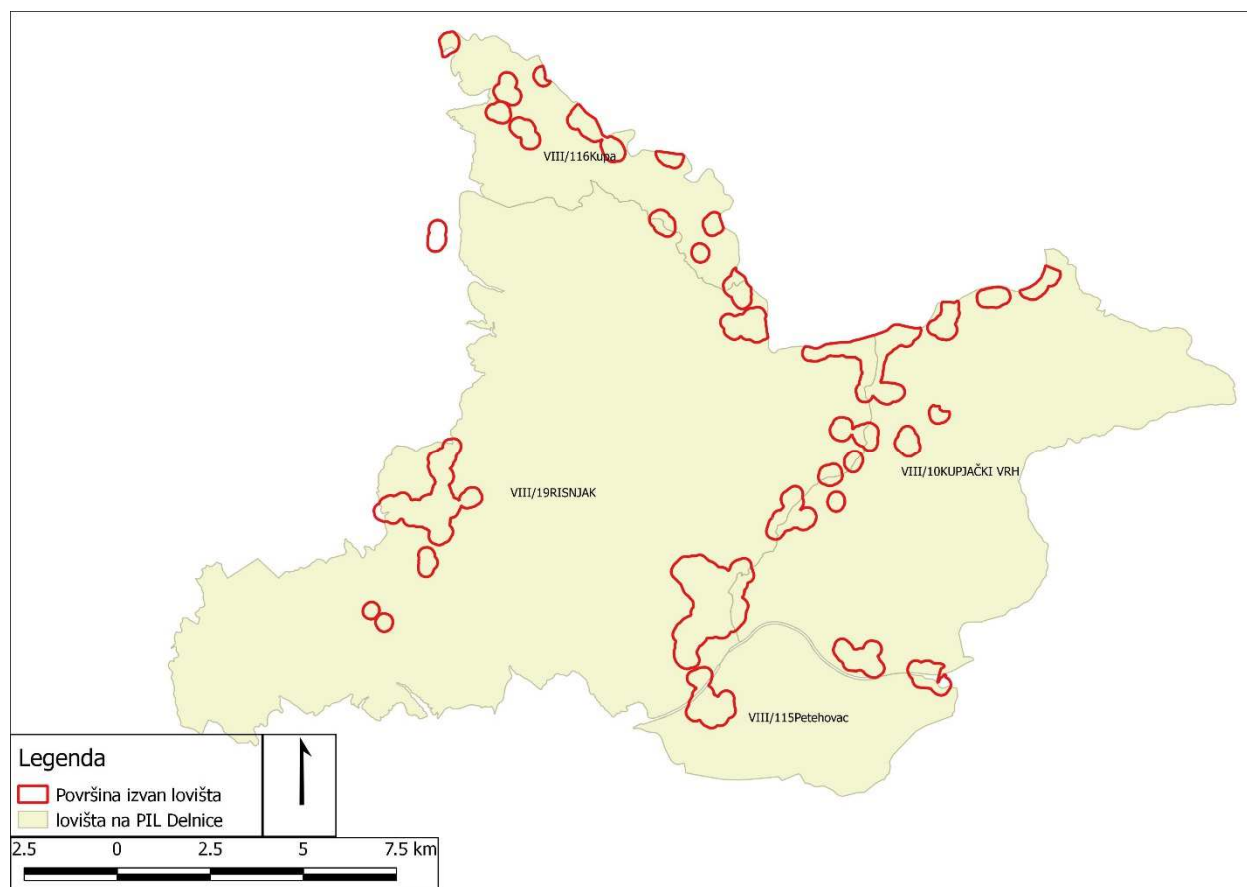 VIII/116Kupa
VIII/10KUPJAČKI VRH
VIII/19RISNJAK
VIII/115Petehovac
Legenda
Površina izvan lovišta
lovišta na PIL Delnice
2.5 0 2.5 5 7.5 km